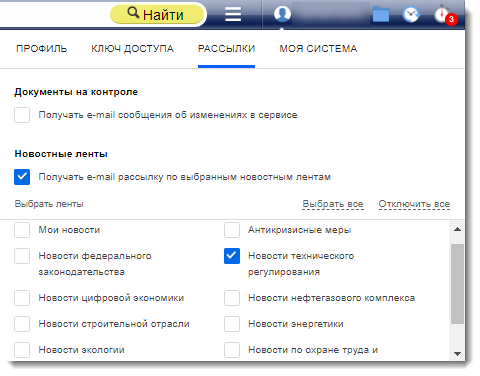 Найти
3
ПРОФИЛЬ КЛЮЧ ДОСТУПА РАССЫЛКИ МОЯ СИСТЕМА
Документы на контроле
Получать e-mail сообщения об изменениях в сервисе
Новостные ленты
Получать e-mail рассылку по выбранным новостным лентам
Выбрать ленты Выбрать все Отключить все
Мои новости Антикризисные меры
Новости федерального
законодательства
Новости технического
регулирования
Новости цифровой экономики Новости нефтегазового комплекса
Новости строительной отрасли Новости энергетики
Новости экологии Новости по охране труда и